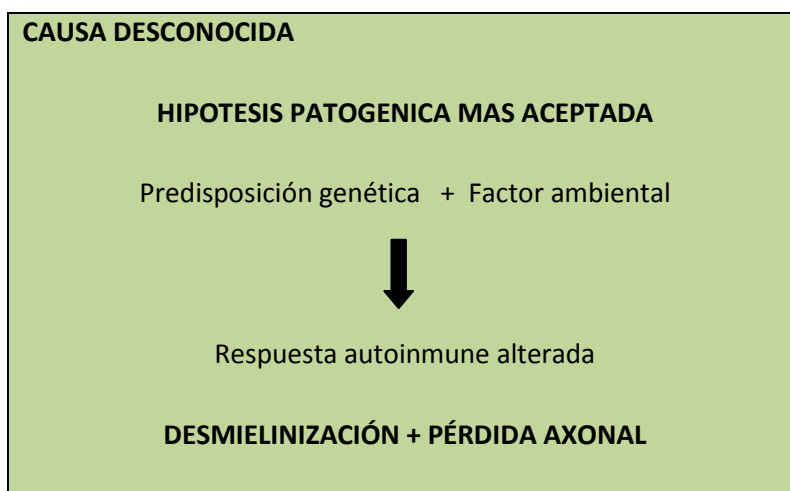 CAUSA DESCONOCIDA
HIPOTESIS PATOGENICA MAS ACEPTADA
Predisposición genética + Factor ambiental
Respuesta autoinmune alterada
DESMIELINIZACIÓN + PÉRDIDA AXONAL